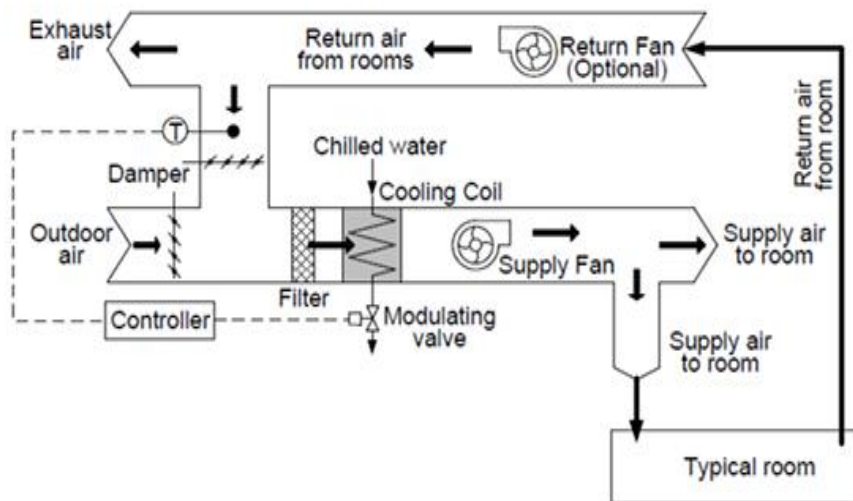 Exhaust
air
Return air
from rooms
Return Fan
(Optional)
Return air
from room
T
Damper
Chilled water
Cooling Coil
Outdoor
air
Supply Fan
Supply air
to room
Filter
Controller
Modulating
valve
Supply air
to room
Typical room